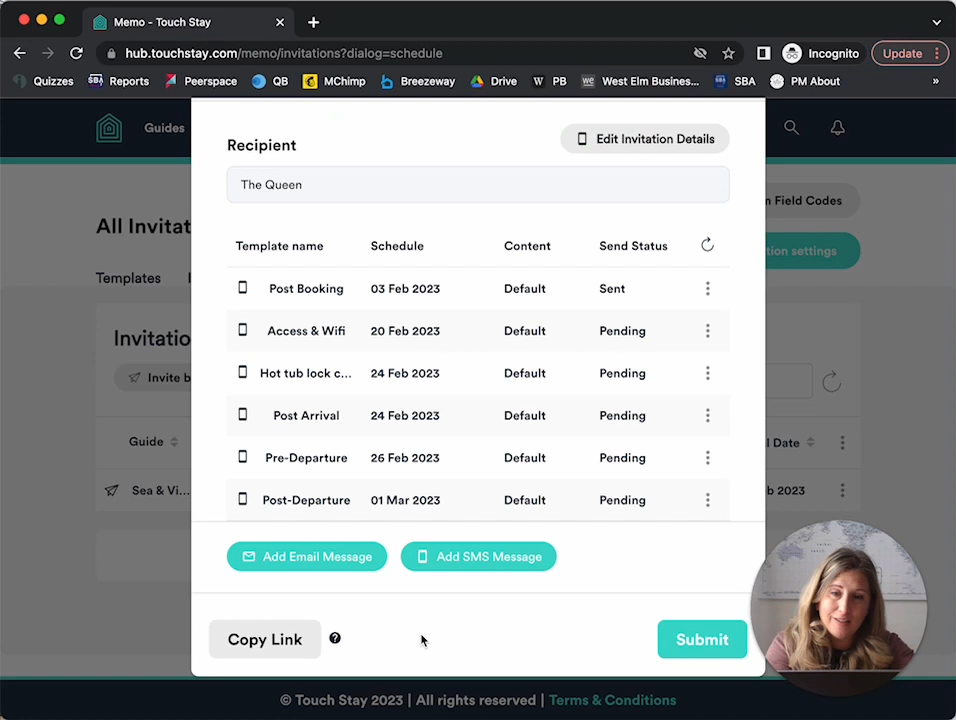 Memo - Touch Stay
hub.touchstay.com/memo/invitations?dialog=schedule
Incognito
Update
Quizzes
SBA
Reports
Peerspace
QB
MChimp
Breezeway
Drive
W
PB
we
West Elm Business...
SBA
PM About
»
Guides
Recipient
Edit Invitation Details
The Queen
Field Codes
All Invitat
tion settings
Template name Schedule Content Send Status
Templates
Post Booking 03 Feb 2023 Default Sent
Access & Wifi 20 Feb 2023 Default Pending
Invitatio
Hot tub lock c... 24 Feb 2023 Default Pending
Invite b
Post Arrival 24 Feb 2023 Default Pending
Guide
l Date
Pre-Departure 26 Feb 2023 Default Pending
Sea & Vi...
b 2023
Post-Departure 01 Mar 2023 Default Pending
Add Email Message
Add SMS Message
Copy Link
?
Submit
© Touch Stay 2023 | All rights reserved | Terms & Conditions